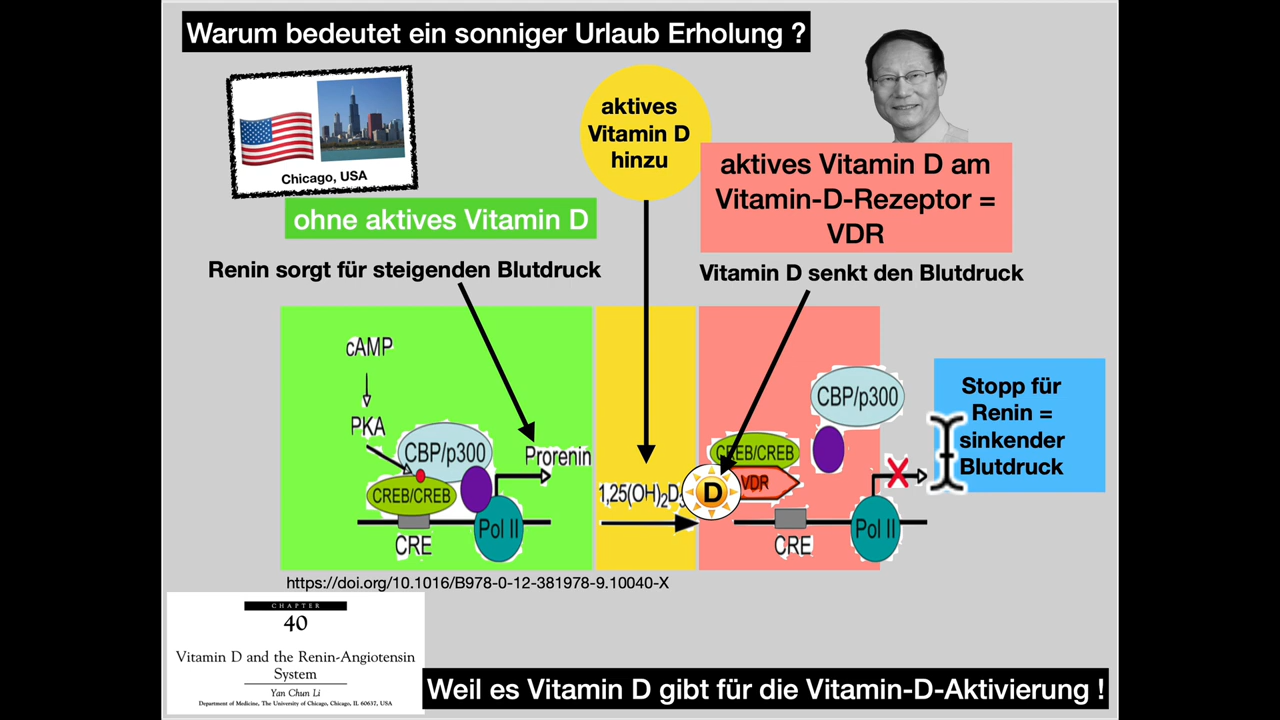 Warum bedeutet ein sonniger Urlaub Erholung ?
Chicago, USA
aktives
Vitamin D
hinzu
aktives Vitamin D am
Vitamin-D-Rezeptor =
VDR
ohne aktives Vitamin D
Renin sorgt für steigenden Blutdruck
Vitamin D senkt den Blutdruck
cAMP
PKA
CBP/p300
Prorenin
CREB/CREB
Pol II
CRE
1,25(OH)₂D₃
D
CBP/p300
CREB/CREB
VDR
Pol II
CRE
Stopp für
Renin =
sinkender
Blutdruck
https://doi.org/10.1016/B978-0-12-381978-9.10040-X
CHAPTER
40
Vitamin D and the Renin-Angiotensin
System
Yan Chun Li
Department of Medicine, The University of Chicago, Chicago, IL 60637, USA
Weil es Vitamin D gibt für die Vitamin-D-Aktivierung !